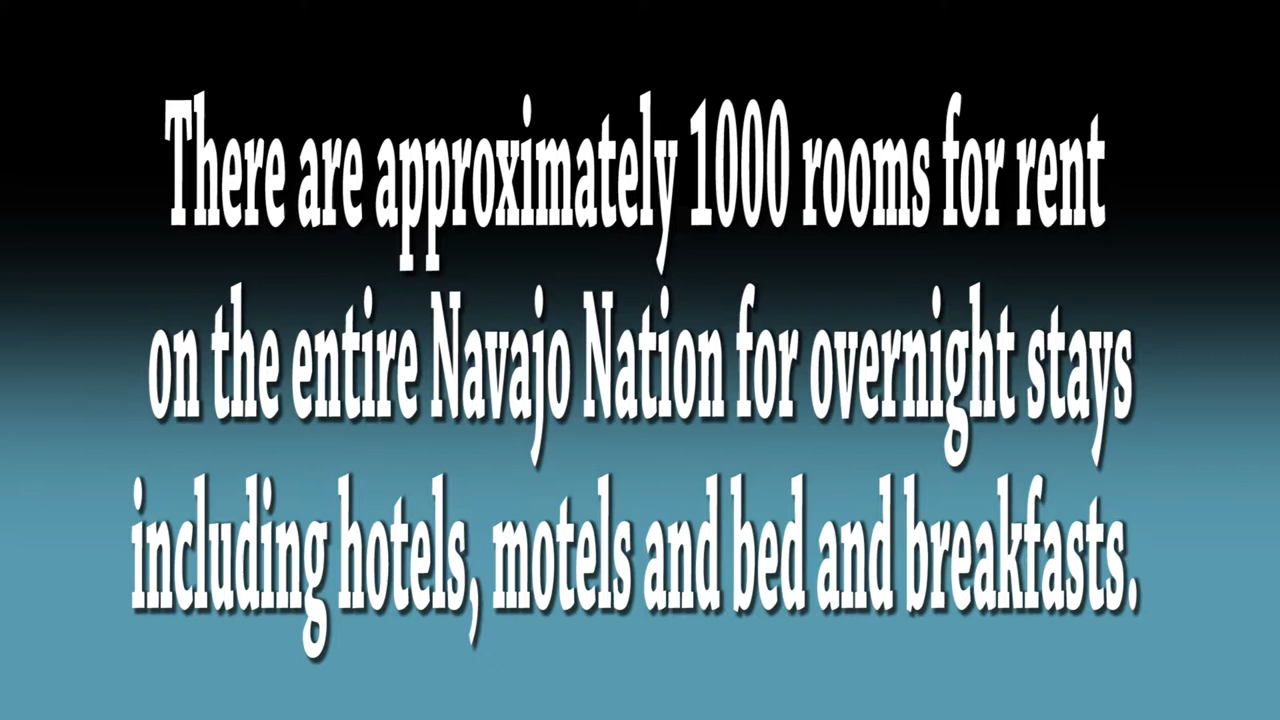 There are approximately 1000 rooms for rent
on the entire Navajo Nation for overnight stays
including hotels, motels and bed and breakfasts.